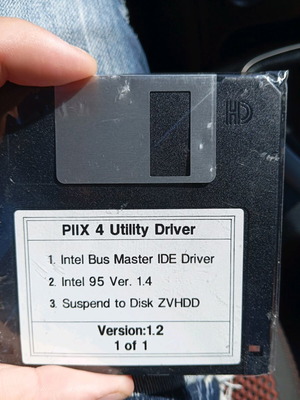 HD
PIIX 4 Utility Driver
1. Intel Bus Master IDE Driver
2. Intel 95 Ver. 1.4
3. Suspend to Disk ZVHDD
Version:1.2
1 of 1